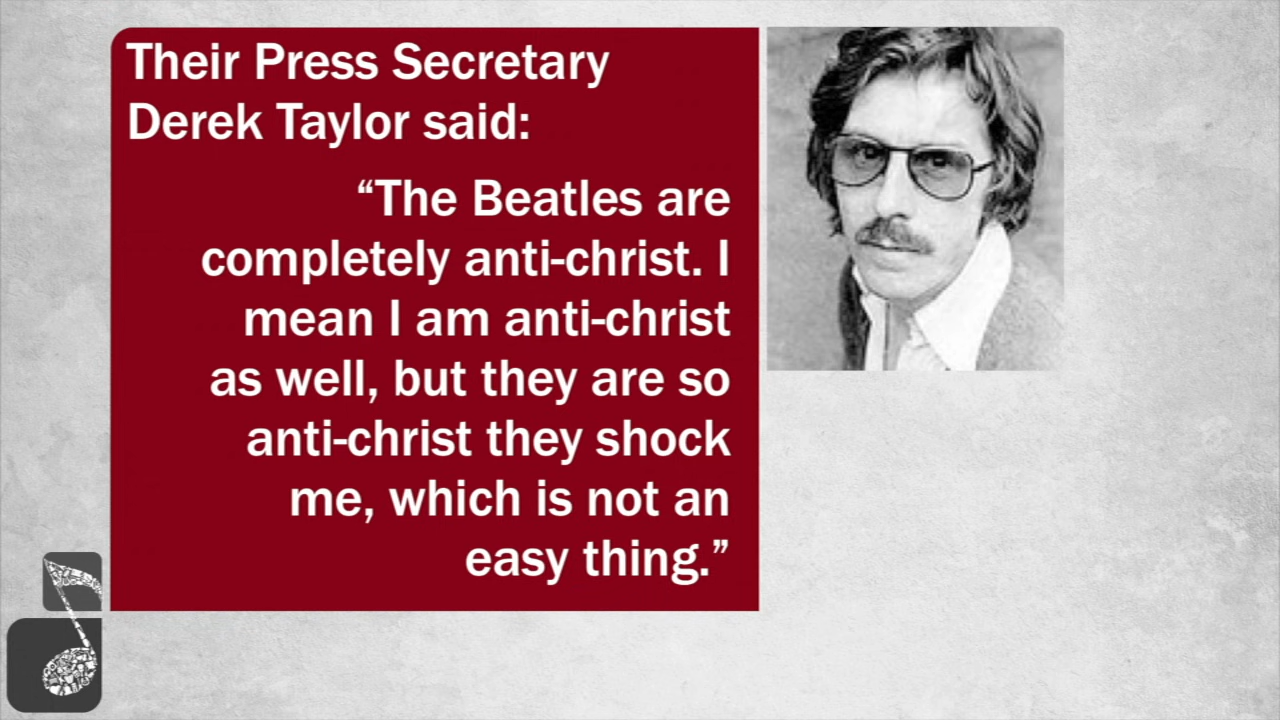 Their Press Secretary
Derek Taylor said:
“The Beatles are
completely anti-christ. I
mean I am anti-christ
as well, but they are so
anti-christ they shock
me, which is not an
easy thing.”